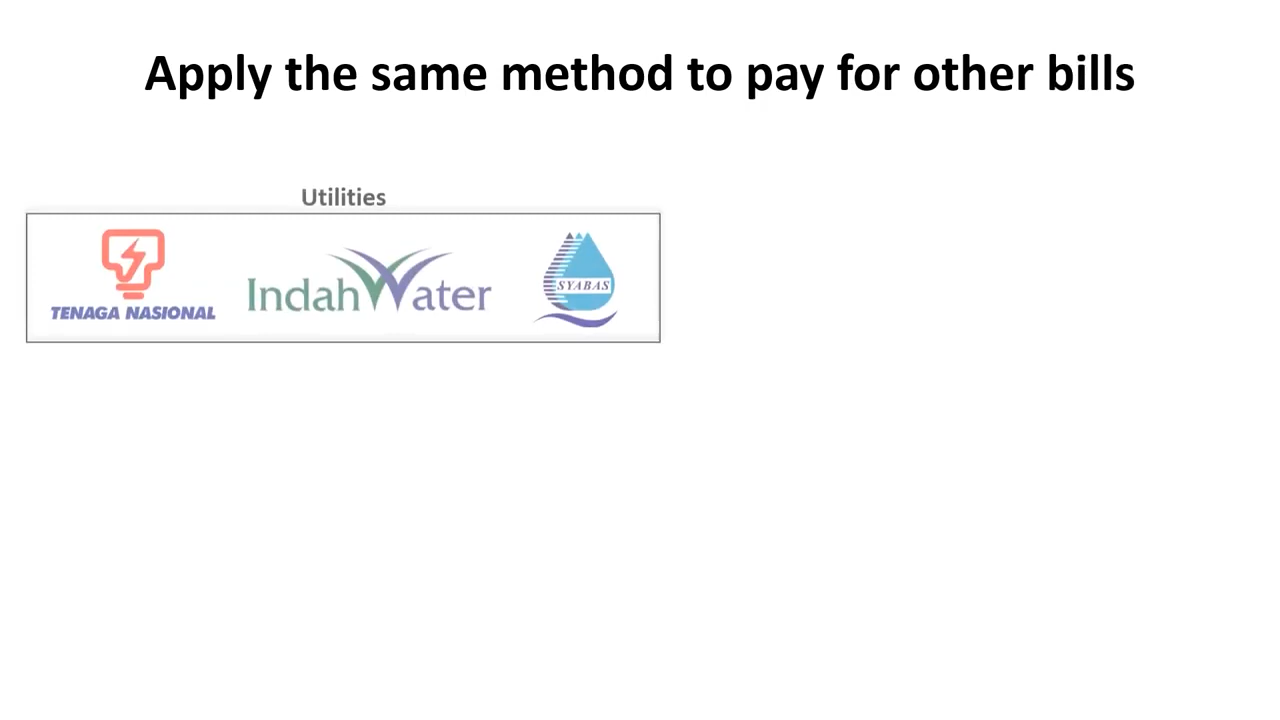 Apply the same method to pay for other bills
Utilities
TENAGA NASIONAL
IndahWater
SYABAS